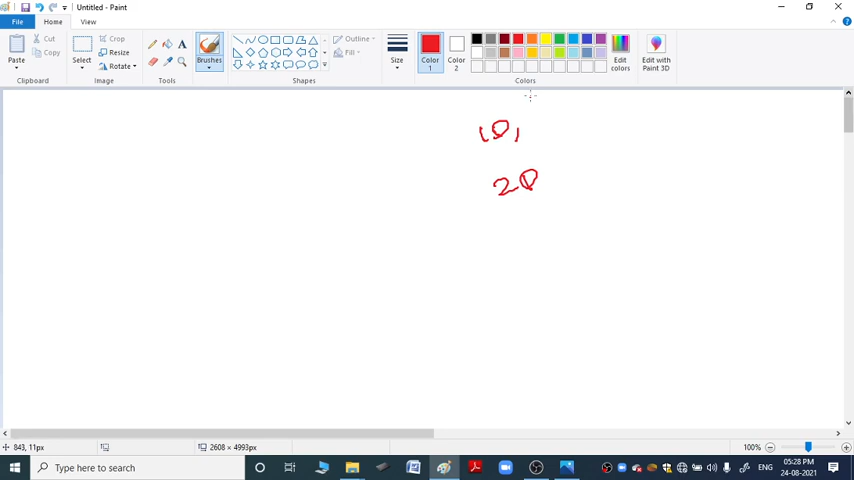 Untitled - Paint
File Home View
Paste Cut Copy
Clipboard
Select Crop Resize Rotate
Image
Tools
Brushes
Outline Fill
Shapes
Size
Color 1
Color 2
Edit colors
Colors
Edit with Paint 3D
10,
20
843, 11px
2608 × 4993px
100%
Type here to search
ENG
05:28 PM
24-08-2021